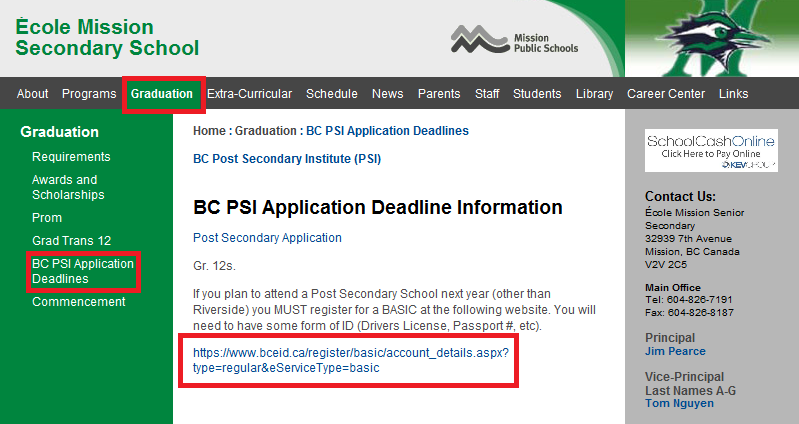 École Mission
Secondary School
Mission
Public Schools
About Programs Graduation Extra-Curricular Schedule News Parents Staff Students Library Career Center Links
Graduation
Requirements
Awards and
Scholarships
Prom
Grad Trans 12
BC PSI Application
Deadlines
Commencement
Home : Graduation : BC PSI Application Deadlines
BC Post Secondary Institute (PSI)
BC PSI Application Deadline Information
Post Secondary Application
Gr. 12s.
If you plan to attend a Post Secondary School next year (other than
Riverside) you MUST register for a BASIC at the following website. You will
need to have some form of ID (Drivers License, Passport #, etc).
https://www.bceid.ca/register/basic/account_details.aspx?
type=regular&eServiceType=basic
SchoolCashOnline
Click Here to Pay Online
KEV GROUP
Contact Us:
École Mission Senior
Secondary
32939 7th Avenue
Mission, BC Canada
V2V 2C5
Main Office
Tel: 604-826-7191
Fax: 604-826-8187
Principal
Jim Pearce
Vice-Principal
Last Names A-G
Tom Nguyen